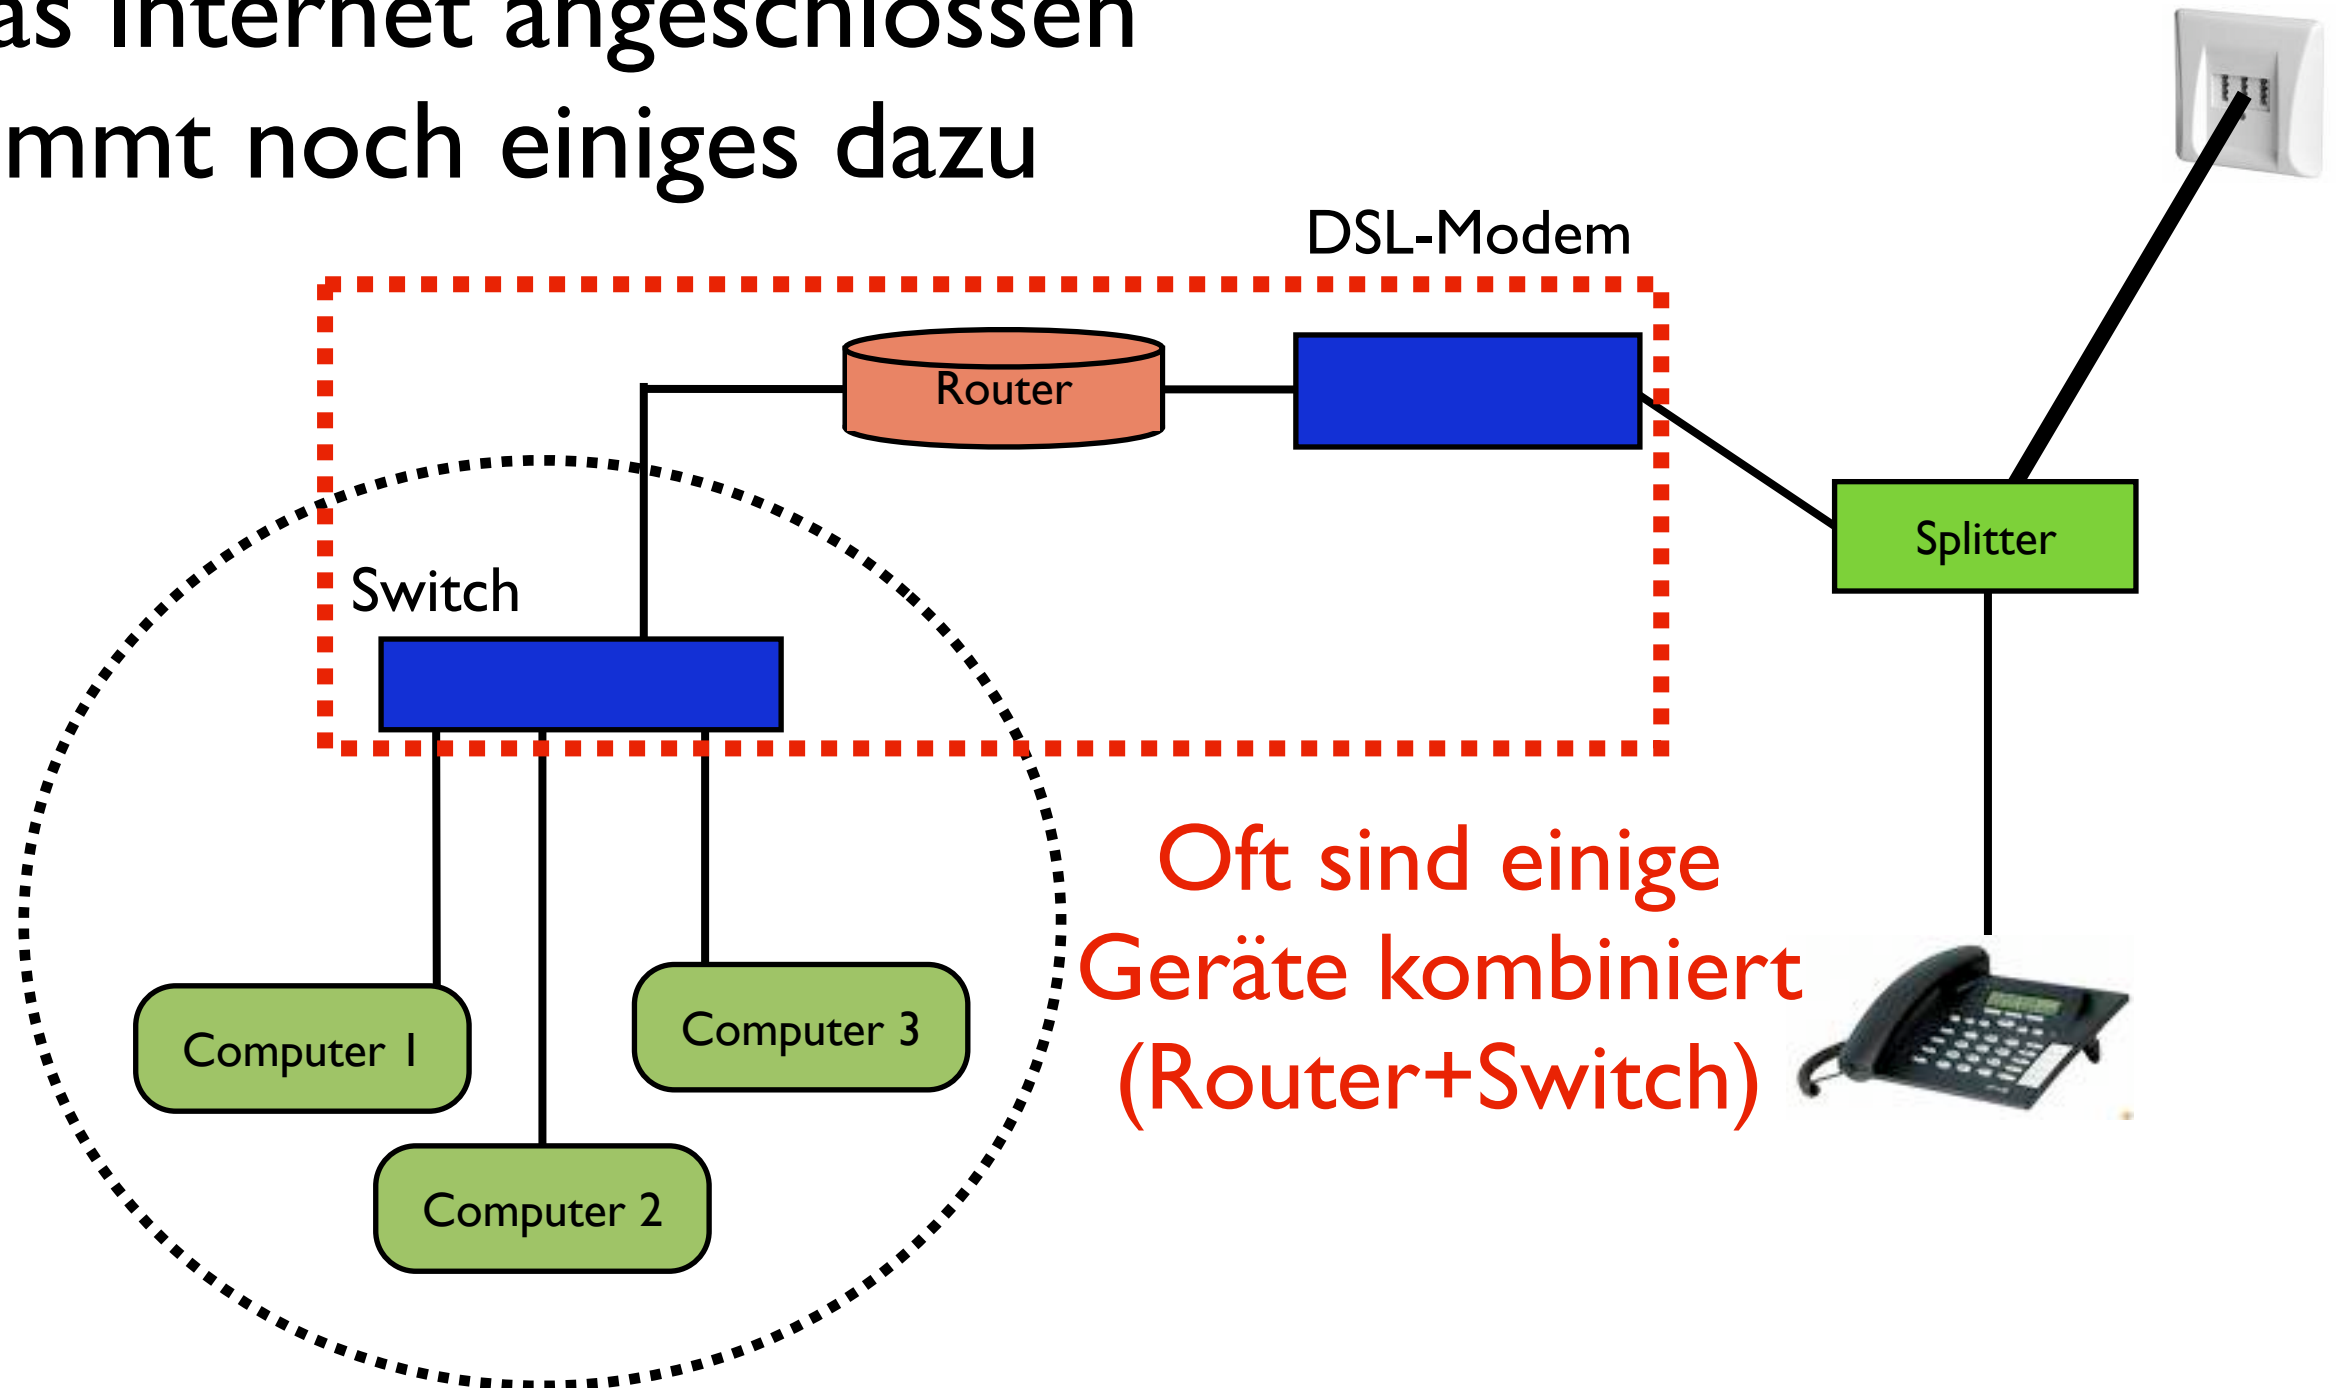 as Internet angeschlossen
mmt noch einiges dazu
DSL-Modem
Router
Splitter
Switch
Oft sind einige
Geräte kombiniert
(Router+Switch)
Computer 1
Computer 3
Computer 2